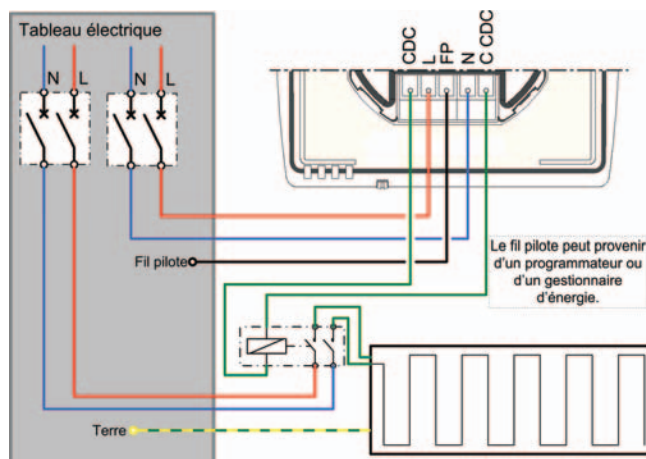 Tableau électrique
N L N L
CDC
L
FP
N
C CDC
Fil pilote
Le fil pilote peut provenir
d'un programmateur ou
d'un gestionnaire
d'énergie.
Terre